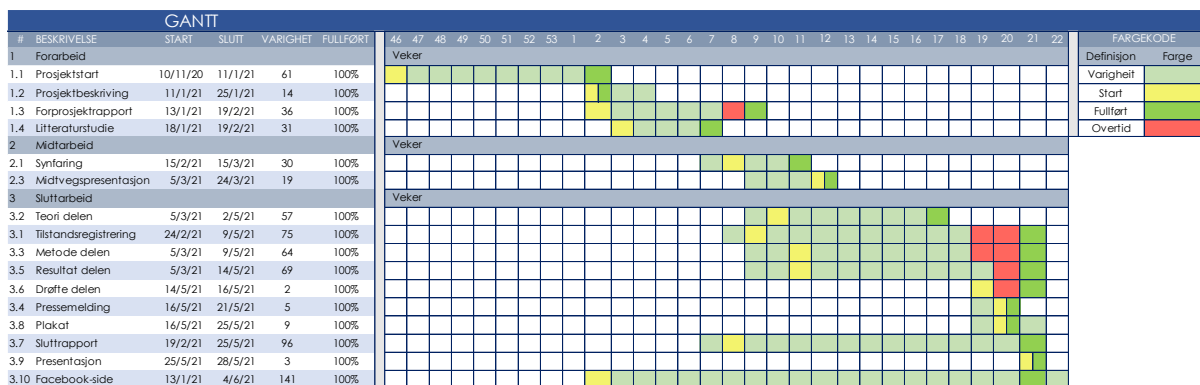 GANTT
# BESKRIVELSE START SLUTT VARIGHET FULLFØRT 46 47 48 49 50 51 52 53 1 2 3 4 5 6 7 8 9 10 11 12 13 14 15 16 17 18 19 20 21 22 FARGEKODE
1 Forarbeid Veker Definisjon Farge
1.1 Prosjektstart 10/11/20 11/1/21 61 100% Varigheit
1.2 Prosjektbeskriving 11/1/21 25/1/21 14 100% Start
1.3 Forprosjektrapport 13/1/21 19/2/21 36 100% Fullført
1.4 Litteraturstudie 18/1/21 19/2/21 31 100% Overtid
2 Midtarbeid Veker
2.1 Synfaring 15/2/21 15/3/21 30 100%
2.3 Midtvegspresentasjon 5/3/21 24/3/21 19 100%
3 Sluttarbeid Veker
3.2 Teori delen 5/3/21 2/5/21 57 100%
3.1 Tilstandsregistrering 24/2/21 9/5/21 75 100%
3.3 Metode delen 5/3/21 9/5/21 64 100%
3.5 Resultat delen 5/3/21 14/5/21 69 100%
3.6 Drøfte delen 14/5/21 16/5/21 2 100%
3.4 Pressemelding 16/5/21 21/5/21 5 100%
3.8 Plakat 16/5/21 25/5/21 9 100%
3.7 Sluttrapport 19/2/21 25/5/21 96 100%
3.9 Presentasjon 25/5/21 28/5/21 3 100%
3.10 Facebook-side 13/1/21 4/6/21 141 100%